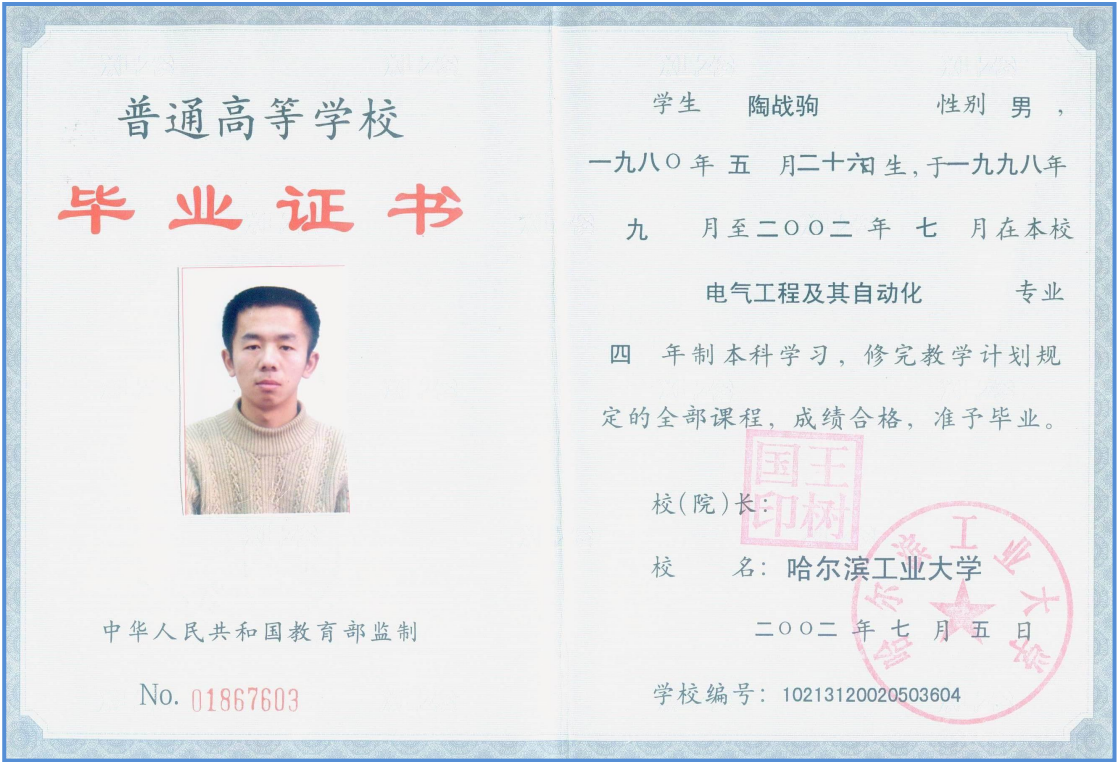 普通高等学校
毕业证书
中华人民共和国教育部监制
No. 01867603
学生 陶战驹 性别 男，
一九八〇年 五 月二十六日生，于一九九八年
九 月至二〇〇二 年 七 月在本校
电气工程及其自动化 专业
四 年制本科学习，修完教学计划规
定的全部课程，成绩合格，准予毕业。
校(院)长：
王树国印
校 名：哈尔滨工业大学
哈尔滨工业大学
二〇〇二 年 七 月 五 日
学校编号：10213120020503604